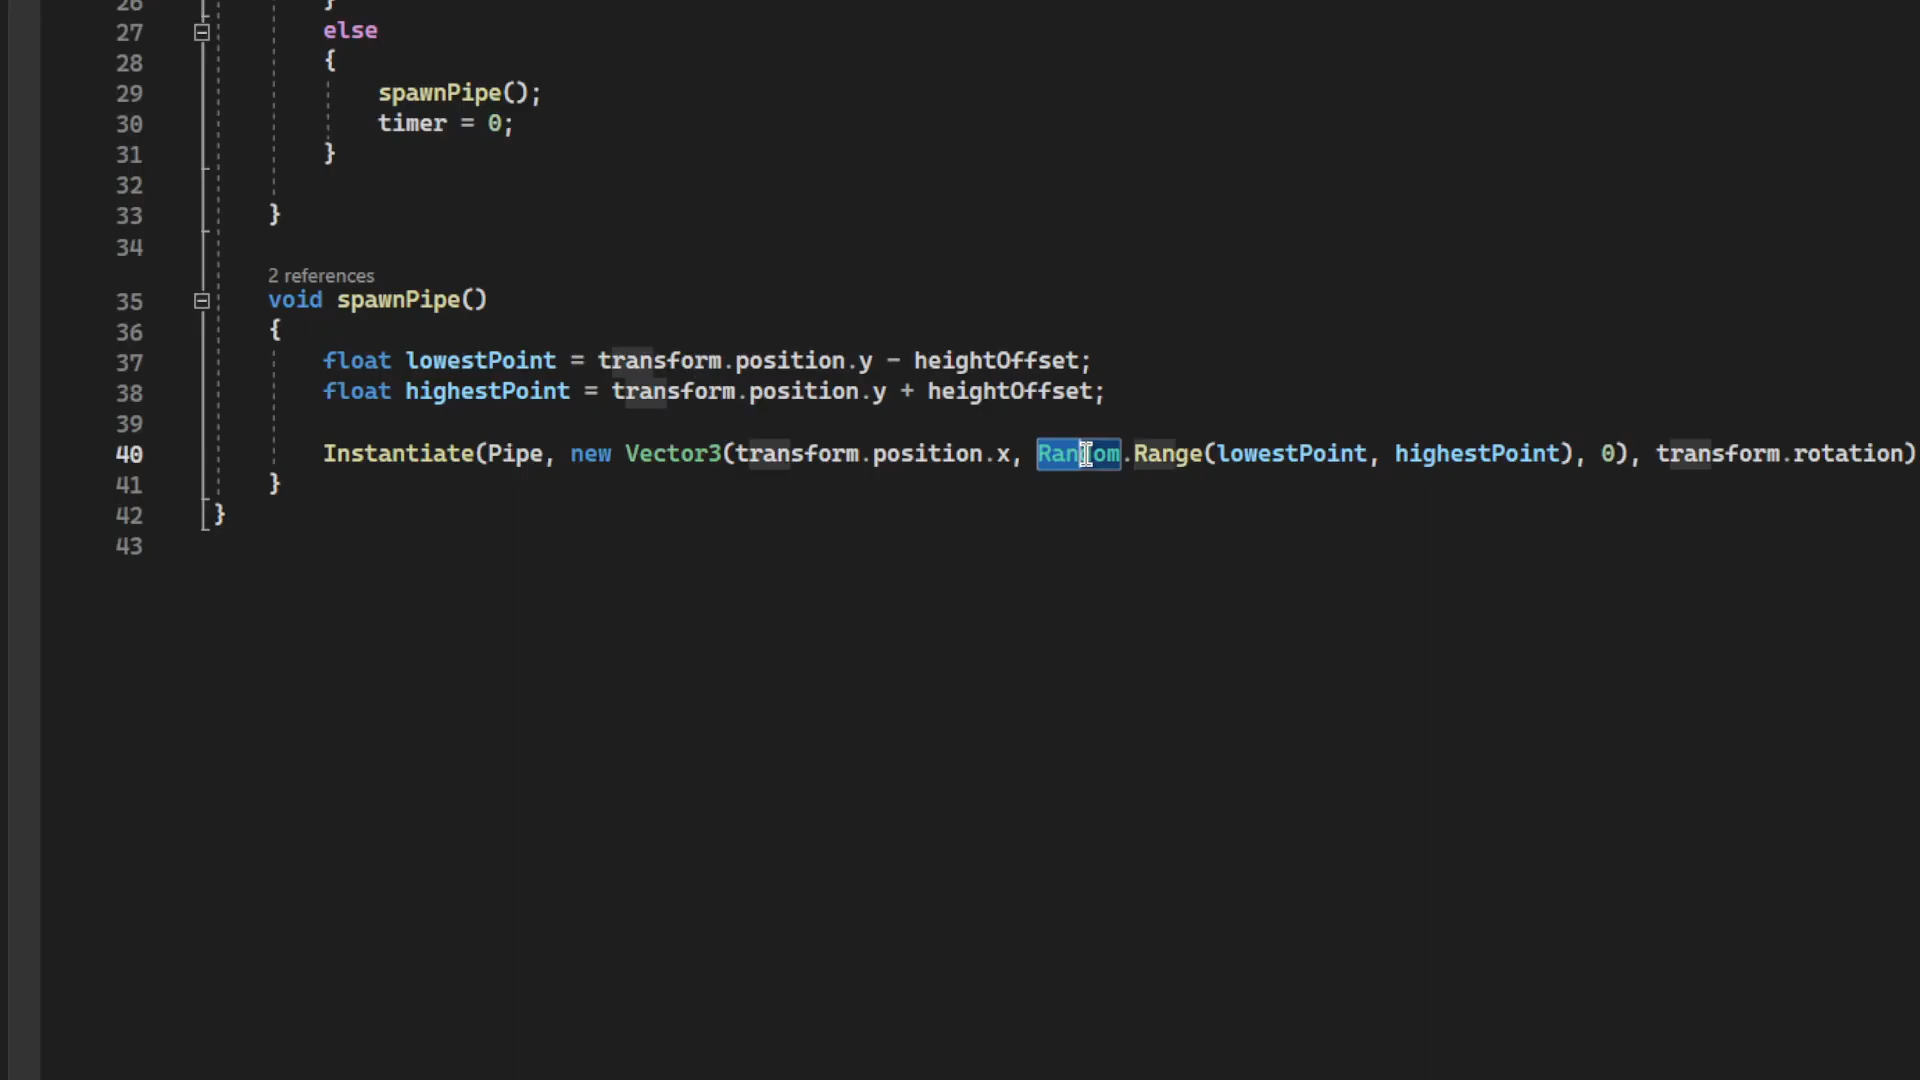 26 }
27 else
28 {
29 spawnPipe();
30 timer = 0;
31 }
32
33 }
34
2 references
35 void spawnPipe()
36 {
37 float lowestPoint = transform.position.y - heightOffset;
38 float highestPoint = transform.position.y + heightOffset;
39
40 Instantiate(Pipe, new Vector3(transform.position.x, Random.Range(lowestPoint, highestPoint), 0), transform.rotation)
41 }
42 }
43